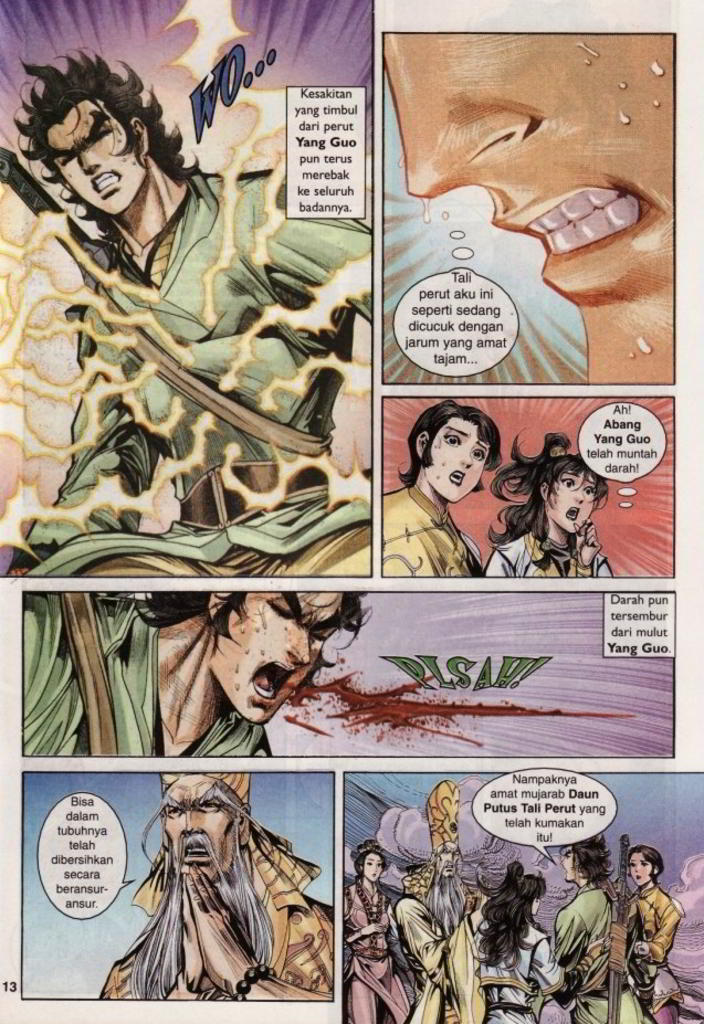 WO...
Kesakitan
yang timbul
dari perut
Yang Guo
pun terus
merebak
ke seluruh
badannya.
Tali
perut aku ini
seperti sedang
dicucuk dengan
jarum yang amat
tajam...
Ah!
Abang
Yang Guo
telah muntah
darah!
Darah pun
tersembur
dari mulut
Yang Guo.
PLSAH!
Bisa
dalam
tubuhnya
telah
dibersihkan
secara
beransur-
ansur.
Nampaknya
amat mujarab Daun
Putus Tali Perut yang
telah kumakan
itu!
13